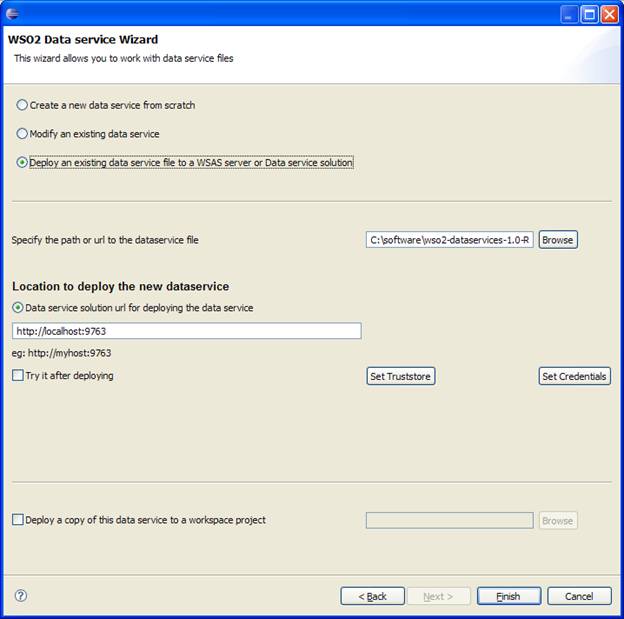 WSO2 Data service Wizard
This wizard allows you to work with data service files
Create a new data service from scratch
Modify an existing data service
Deploy an existing data service file to a WSAS server or Data service solution
Specify the path or url to the dataservice file C:\software\wso2-dataservices-1.0-R Browse
Location to deploy the new dataservice
Data service solution url for deploying the data service
http://localhost:9763
eg: http://myhost:9763
Try it after deploying Set Truststore Set Credentials
Deploy a copy of this data service to a workspace project Browse
? < Back Next > Finish Cancel